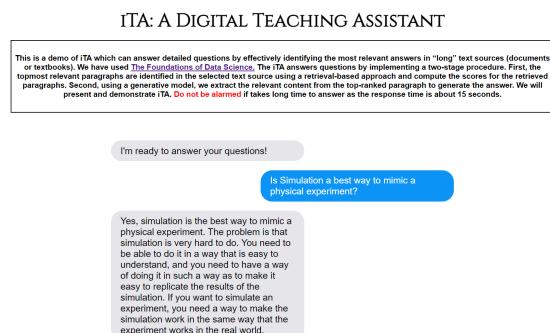 iTA: A Digital Teaching Assistant
This is a demo of iTA which can answer detailed questions by effectively identifying the most relevant answers in “long” text sources (documents
or textbooks). We have used The Foundations of Data Science. The iTA answers questions by implementing a two-stage procedure. First, the
topmost relevant paragraphs are identified in the selected text source using a retrieval-based approach and compute the scores for the retrieved
paragraphs. Second, using a generative model, we extract the relevant content from the top-ranked paragraph to generate the answer. We will
present and demonstrate iTA. Do not be alarmed if takes long time to answer as the response time is about 15 seconds.
I'm ready to answer your questions!
Is Simulation a best way to mimic a
physical experiment?
Yes, simulation is the best way to mimic a
physical experiment. The problem is that
simulation is very hard to do. You need to
be able to do it in a way that is easy to
understand, and you need to have a way
of doing it in such a way as to make it
easy to replicate the results of the
simulation. If you want to simulate an
experiment, you need a way to make the
simulation work in the same way that the
experiment works in the real world.